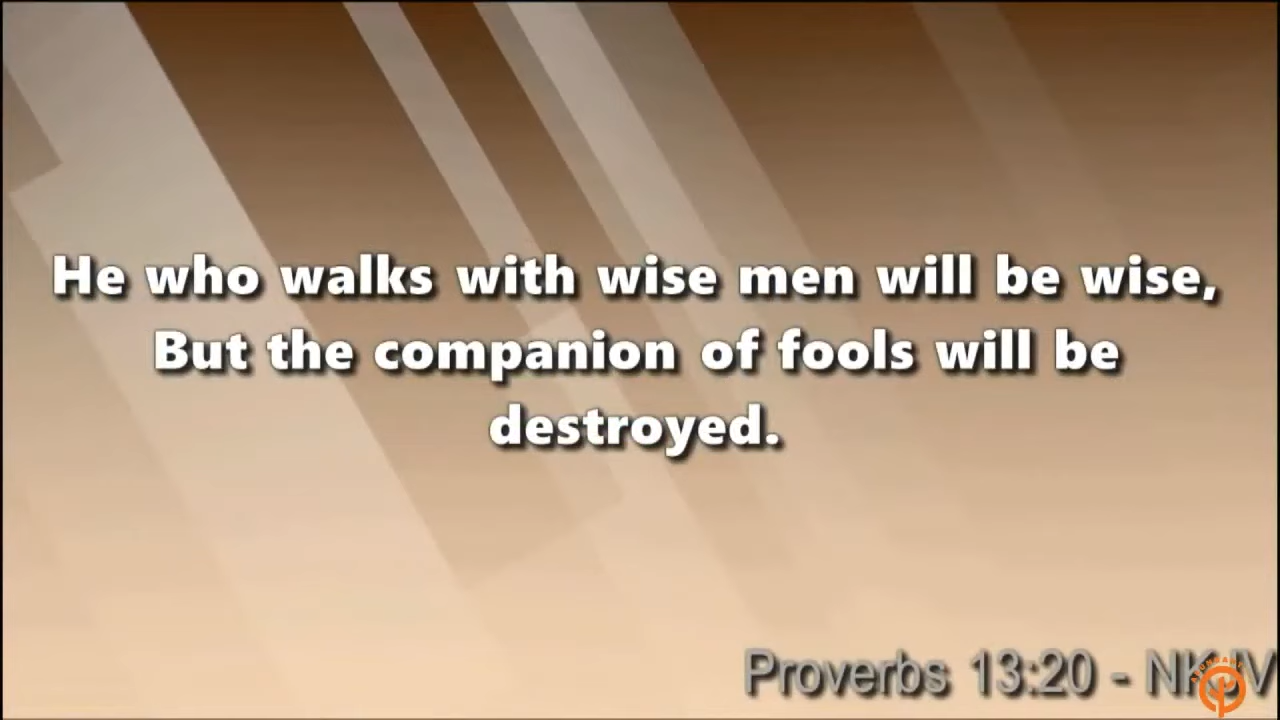 He who walks with wise men will be wise,
But the companion of fools will be
destroyed.
Proverbs 13:20 - NKJV